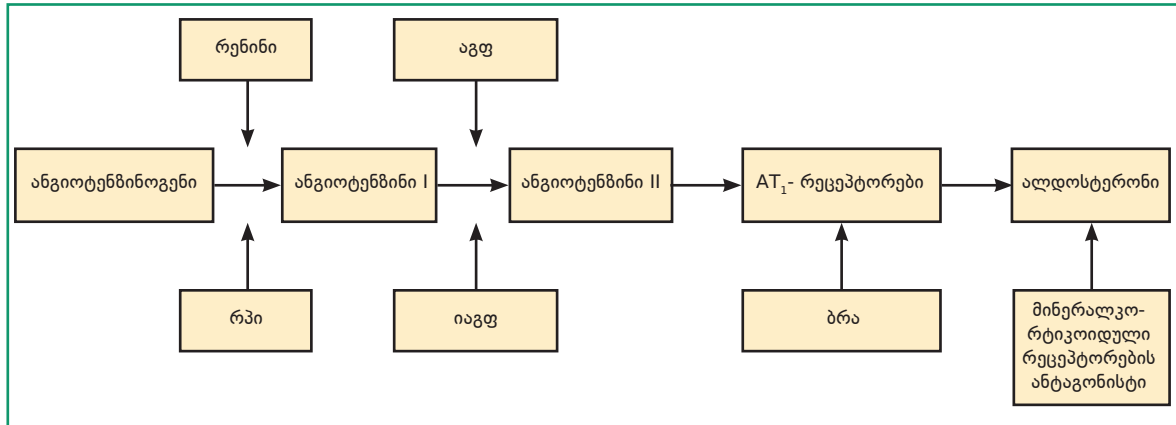 რენინი
აგფ
ანგიოტენზინოგენი
ანგიოტენზინი I
ანგიოტენზინი II
AT₁- რეცეპტორები
ალდოსტერონი
რპი
იაგფ
ბრა
მინერალკო-
რტიკოიდული
რეცეპტორების
ანტაგონისტი